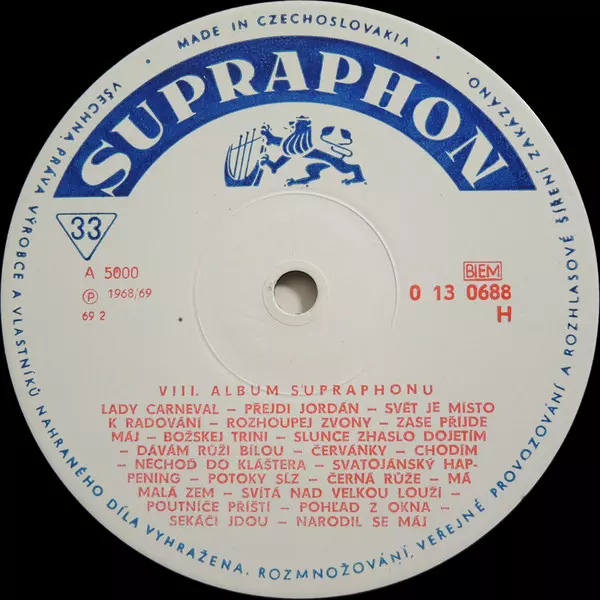 • MADE IN CZECHOSLOVAKIA •
SUPRAPHON
33
A 5000
Ⓟ 1968/69
69 2
BIEM
0 13 0688
H
VIII. ALBUM SUPRAPHONU
LADY CARNEVAL – PŘEJDI JORDÁN – SVĚT JE MÍSTO
K RADOVÁNÍ – ROZHOUPEJ ZVONY – ZASE PŘIJDE
MÁJ – BOŽSKEJ TRINI – SLUNCE ZHASLO DOJETÍM
– DÁVÁM RŮŽI BÍLOU – ČERVÁNKY – CHODÍM
– NECHOĎ DO KLÁŠTERA – SVATOJÁNSKÝ HAP-
PENING – POTOKY SLZ – ČERNÁ RŮŽE – MÁ
MALÁ ZEM – SVÍTÁ NAD VELKOU LOUŽÍ –
POUTNÍČE PŘÍŠTÍ – POHĽAD Z OKNA –
SEKÁČI JDOU – NARODIL SE MÁJ
VŠECHNA PRÁVA VÝROBCE A VLASTNÍKŮ NAHRANÉHO DÍLA VYHRAŽENA. ROZMNOŽOVÁNÍ, VEŘEJNÉ PROVOZOVÁNÍ A ROZHLASOVÉ ŠÍŘENÍ ZAKÁZÁNO.